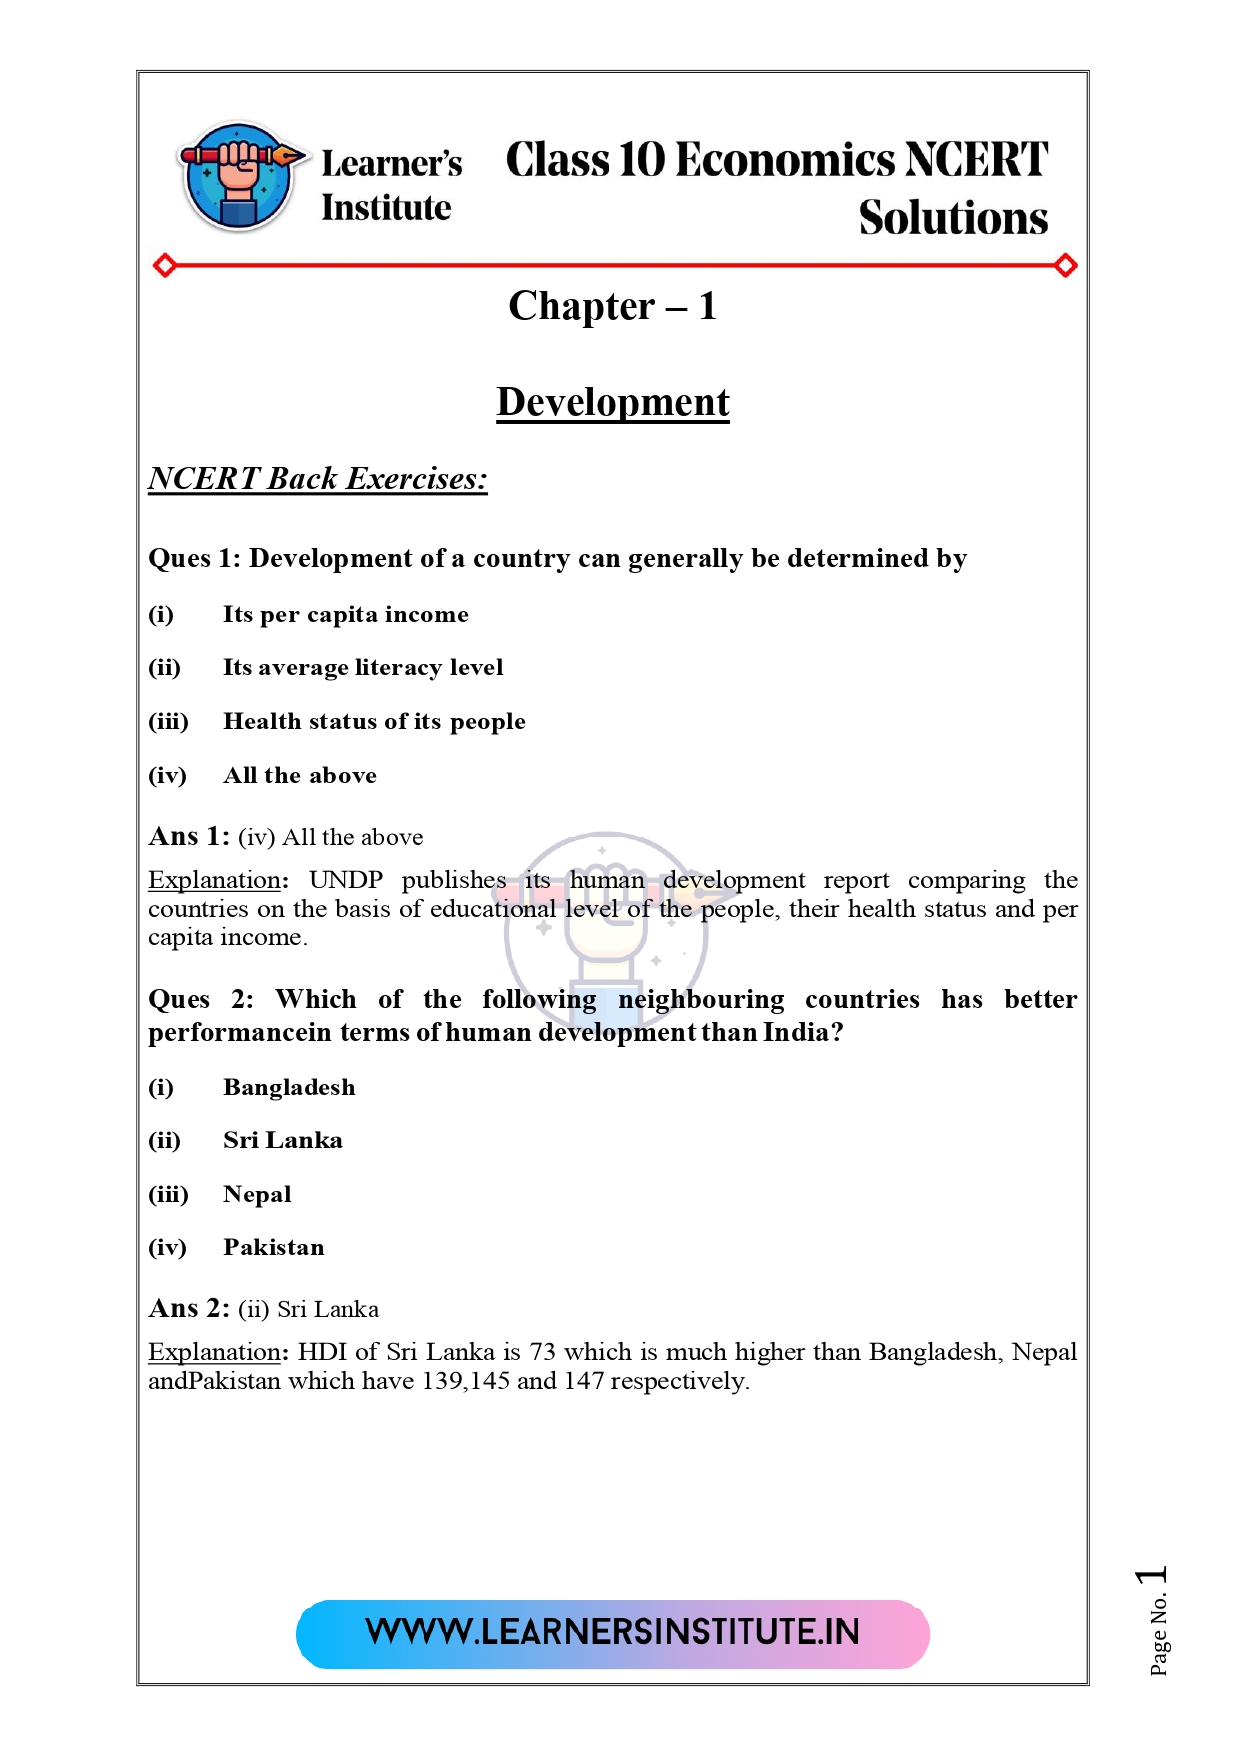 Learner's
Institute
Class 10 Economics NCERT
Solutions
Chapter – 1
Development
NCERT Back Exercises:
Ques 1: Development of a country can generally be determined by
(i) Its per capita income
(ii) Its average literacy level
(iii) Health status of its people
(iv) All the above
Ans 1: (iv) All the above
Explanation: UNDP publishes its human development report comparing the
countries on the basis of educational level of the people, their health status and per
capita income.
Ques 2: Which of the following neighbouring countries has better
performancein terms of human development than India?
(i) Bangladesh
(ii) Sri Lanka
(iii) Nepal
(iv) Pakistan
Ans 2: (ii) Sri Lanka
Explanation: HDI of Sri Lanka is 73 which is much higher than Bangladesh, Nepal
andPakistan which have 139,145 and 147 respectively.
WWW.LEARNERSINSTITUTE.IN
Page No. 1